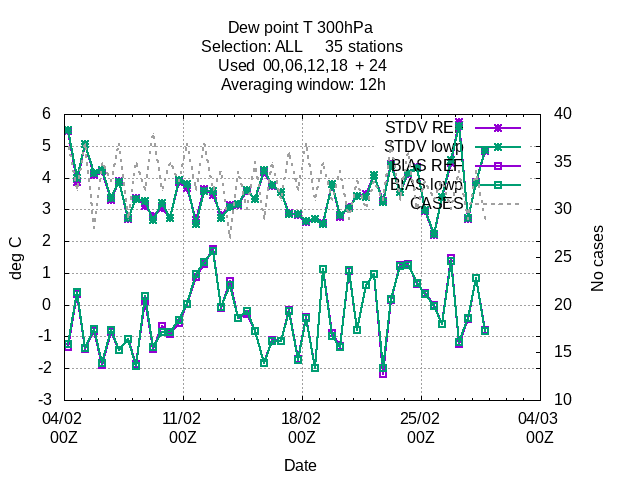 Dew point T 300hPa
Selection: ALL 35 stations
Used 00,06,12,18 + 24
Averaging window: 12h
6
5
4
3
2
1
0
-1
-2
-3
deg C
40
35
30
25
20
15
10
No cases
STDV REF
STDV lowp
BIAS REF
BIAS lowp
CASES
04/02 11/02 18/02 25/02 04/03
00Z 00Z 00Z 00Z 00Z
Date